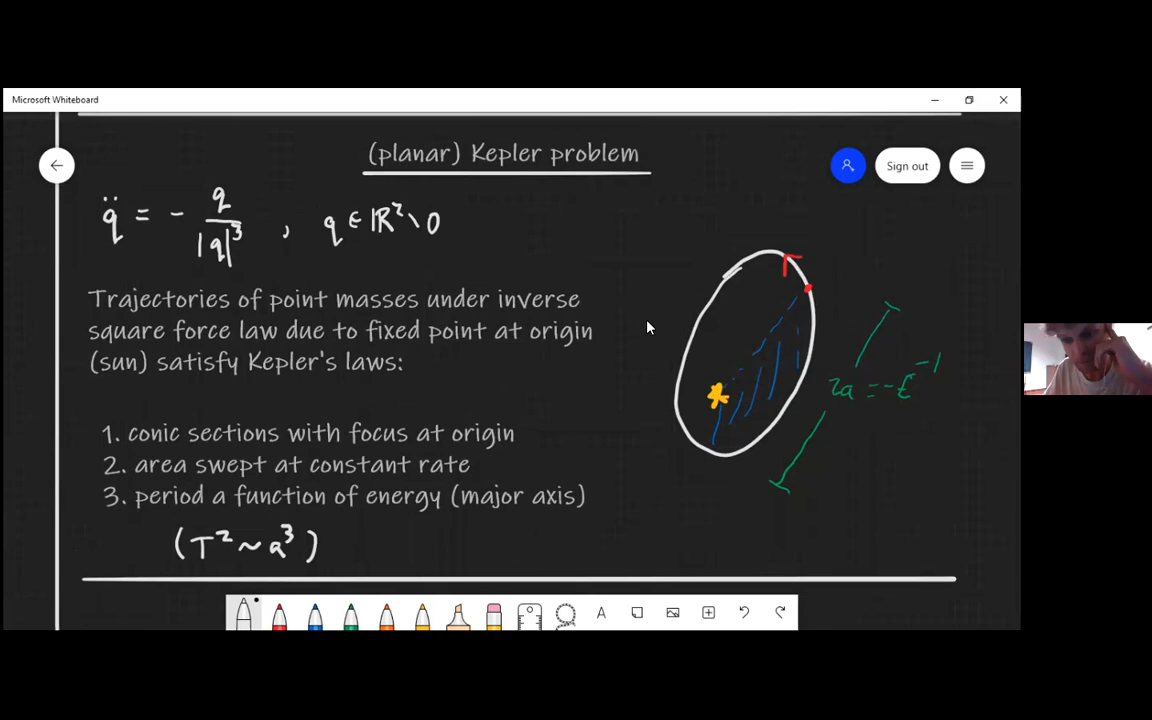 Microsoft Whiteboard
(planar) Kepler problem
Sign out
q̈ = - q/|q|³ , q ∈ ℝ² \ 0
Trajectories of point masses under inverse
square force law due to fixed point at origin
(sun) satisfy Kepler's laws:
2a = -E⁻¹
1. conic sections with focus at origin
2. area swept at constant rate
3. period a function of energy (major axis)
(T² ~ a³)
A